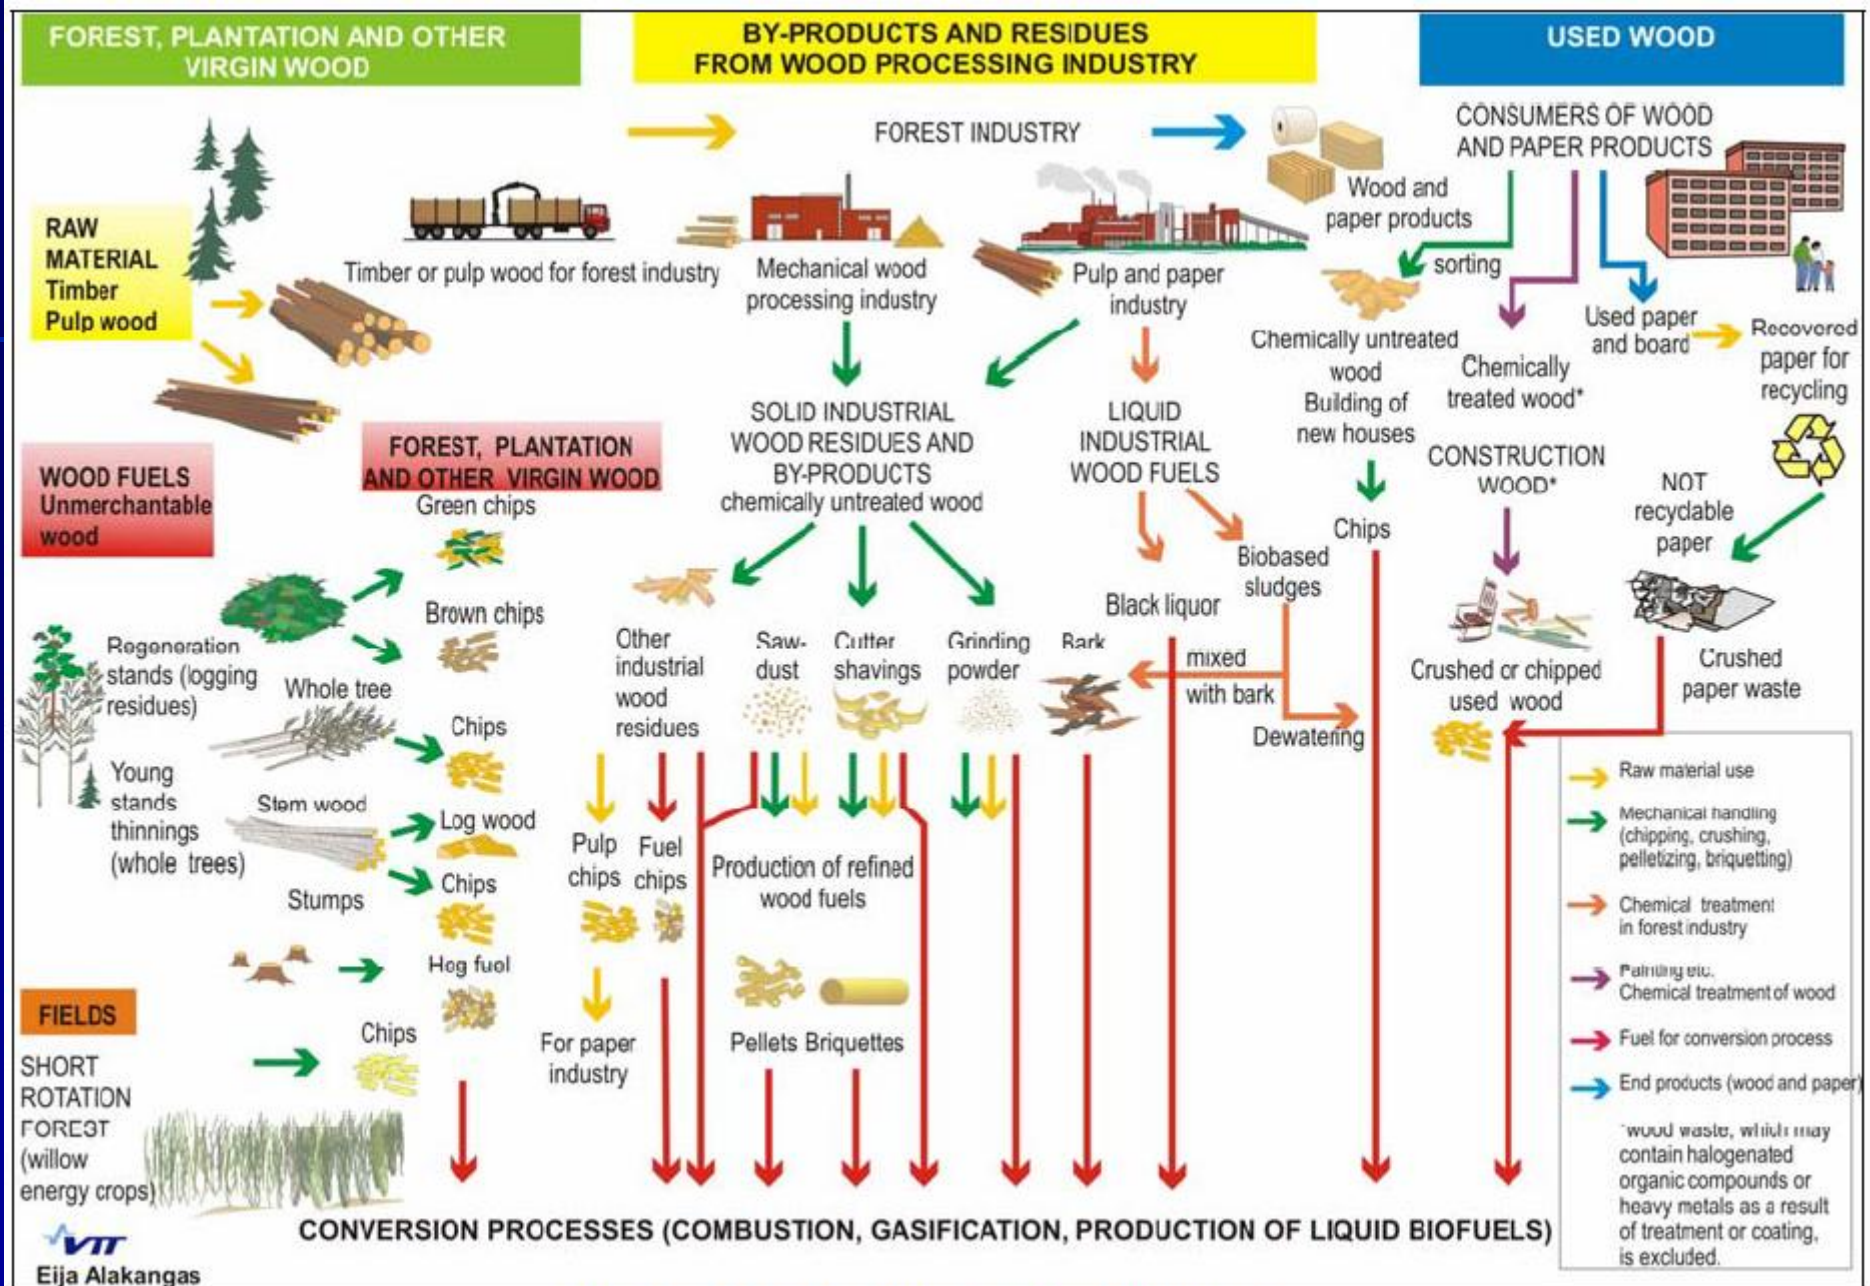 FOREST, PLANTATION AND OTHER
VIRGIN WOOD
BY-PRODUCTS AND RESIDUES
FROM WOOD PROCESSING INDUSTRY
USED WOOD
FOREST INDUSTRY
CONSUMERS OF WOOD
AND PAPER PRODUCTS
RAW
MATERIAL
Timber
Pulp wood
Timber or pulp wood for forest industry
Mechanical wood
processing industry
Pulp and paper
industry
Wood and
paper products
sorting
Chemically untreated
wood
Building of
new houses
Chemically
treated wood*
Used paper
and board
Recovered
paper for
recycling
WOOD FUELS
Unmerchantable
wood
FOREST, PLANTATION
AND OTHER VIRGIN WOOD
SOLID INDUSTRIAL
WOOD RESIDUES AND
BY-PRODUCTS
chemically untreated wood
LIQUID
INDUSTRIAL
WOOD FUELS
CONSTRUCTION
WOOD*
NOT
recyclable
paper
Green chips
Brown chips
Regeneration
stands (logging
residues)
Whole tree
Chips
Young
stands
thinnings
(whole trees)
Stem wood
Log wood
Chips
Stumps
Hog fuel
Other
industrial
wood
residues
Saw-
dust
Cutter
shavings
Grinding
powder
Bark
Black liquor
Biobased
sludges
mixed
with bark
Dewatering
Chips
Crushed or chipped
used wood
Crushed
paper waste
Pulp
chips
Fuel
chips
Production of refined
wood fuels
For paper
industry
Pellets Briquettes
FIELDS
SHORT
ROTATION
FOREST
(willow
energy crops)
Chips
Raw material use
Mechanical handling
(chipping, crushing,
pelletizing, briquetting)
Chemical treatment
in forest industry
Painting etc.
Chemical treatment of wood
Fuel for conversion process
End products (wood and paper)
*wood waste, which may
contain halogenated
organic compounds or
heavy metals as a result
of treatment or coating,
is excluded.
CONVERSION PROCESSES (COMBUSTION, GASIFICATION, PRODUCTION OF LIQUID BIOFUELS)
VTT
Eija Alakangas